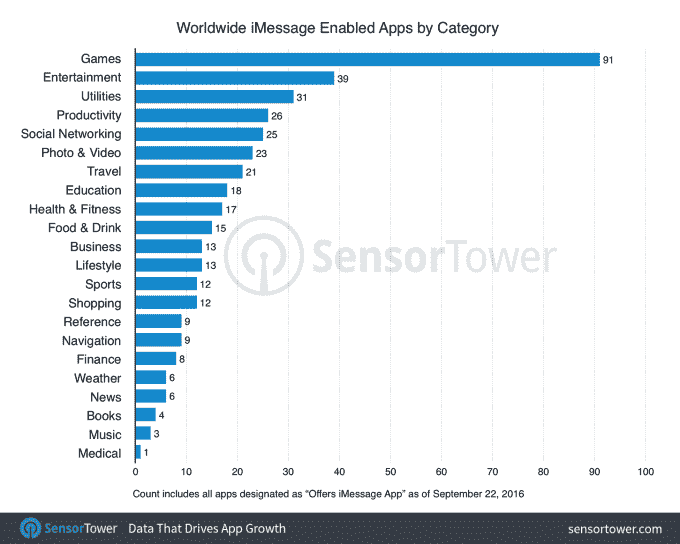 Worldwide iMessage Enabled Apps by Category
Games 91
Entertainment 39
Utilities 31
Productivity 26
Social Networking 25
Photo & Video 23
Travel 21
Education 18
Health & Fitness 17
Food & Drink 15
Business 13
Lifestyle 13
Sports 12
Shopping 12
Reference 9
Navigation 9
Finance 8
Weather 6
News 6
Books 4
Music 3
Medical 1
SensorTower
0 10 20 30 40 50 60 70 80 90 100
Count includes all apps designated as “Offers iMessage App” as of September 22, 2016
SensorTower Data That Drives App Growth sensortower.com